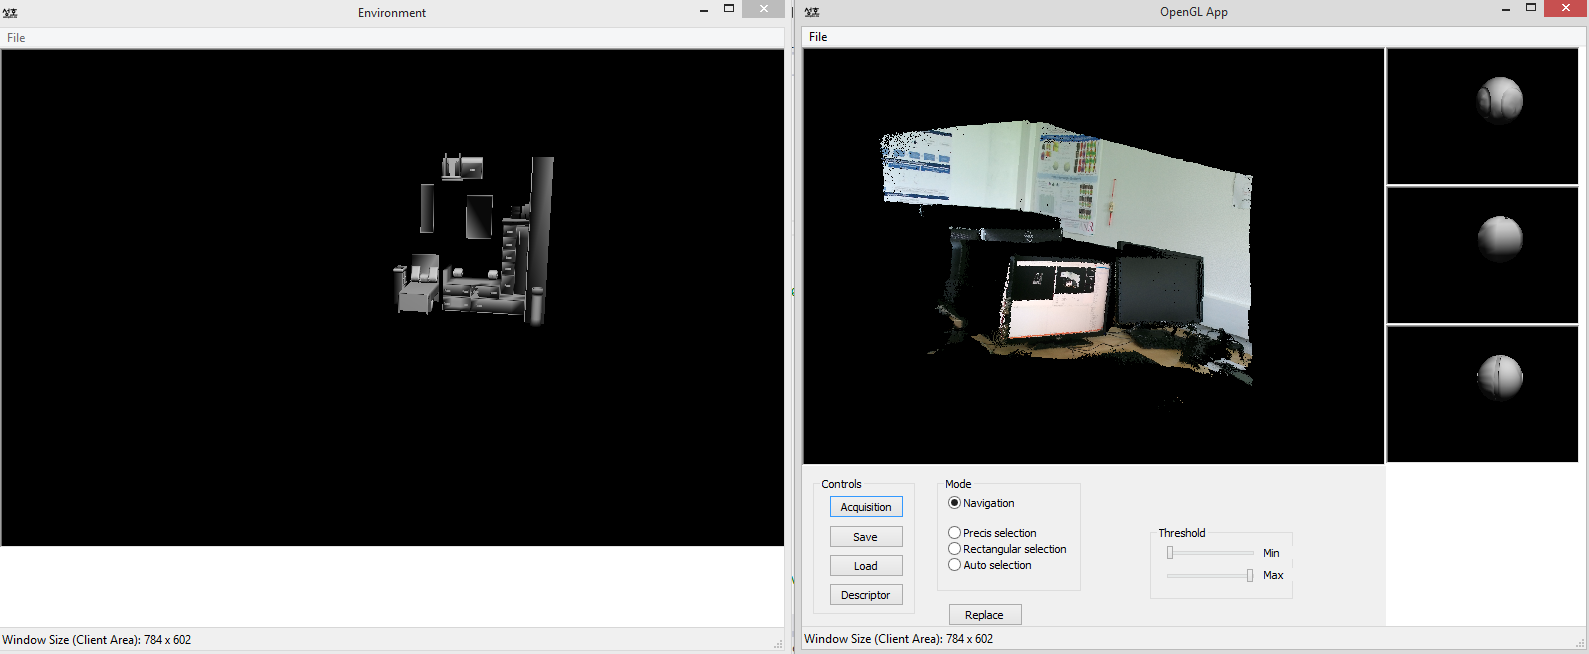 Environment
File
Window Size (Client Area): 784 x 602
OpenGL App
File
Controls
Acquisition
Save
Load
Descriptor
Mode
Navigation
Precis selection
Rectangular selection
Auto selection
Replace
Threshold
Min
Max
Window Size (Client Area): 784 x 602